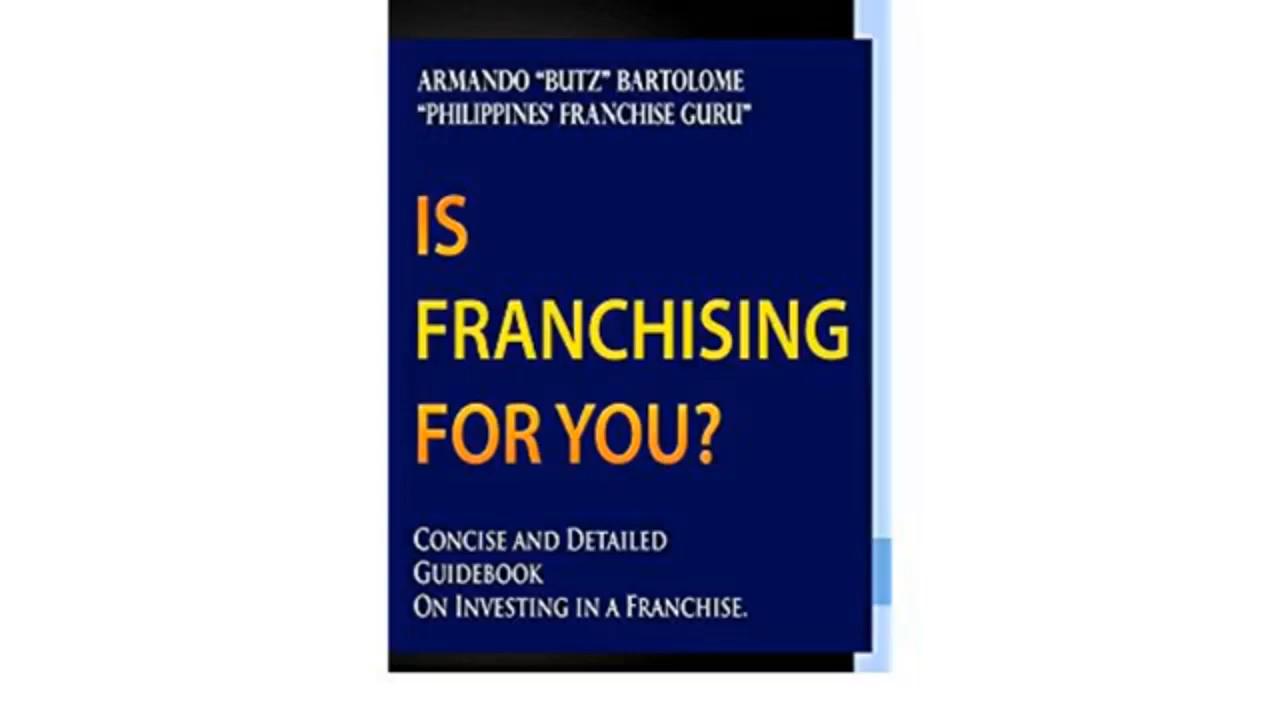 ARMANDO “BUTZ” BARTOLOME
“PHILIPPINES’ FRANCHISE GURU”
IS
FRANCHISING
FOR YOU?
CONCISE AND DETAILED
GUIDEBOOK
ON INVESTING IN A FRANCHISE.